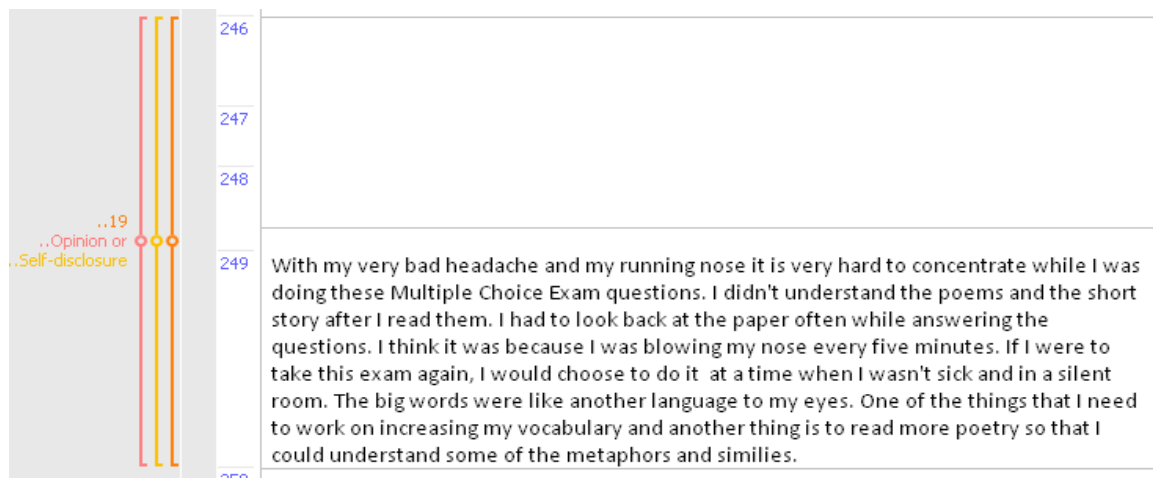 246
247
248
..19
..Opinion or
..Self-disclosure
249
With my very bad headache and my running nose it is very hard to concentrate while I was
doing these Multiple Choice Exam questions. I didn't understand the poems and the short
story after I read them. I had to look back at the paper often while answering the
questions. I think it was because I was blowing my nose every five minutes. If I were to
take this exam again, I would choose to do it  at a time when I wasn't sick and in a silent
room. The big words were like another language to my eyes. One of the things that I need
to work on increasing my vocabulary and another thing is to read more poetry so that I
could understand some of the metaphors and similies.